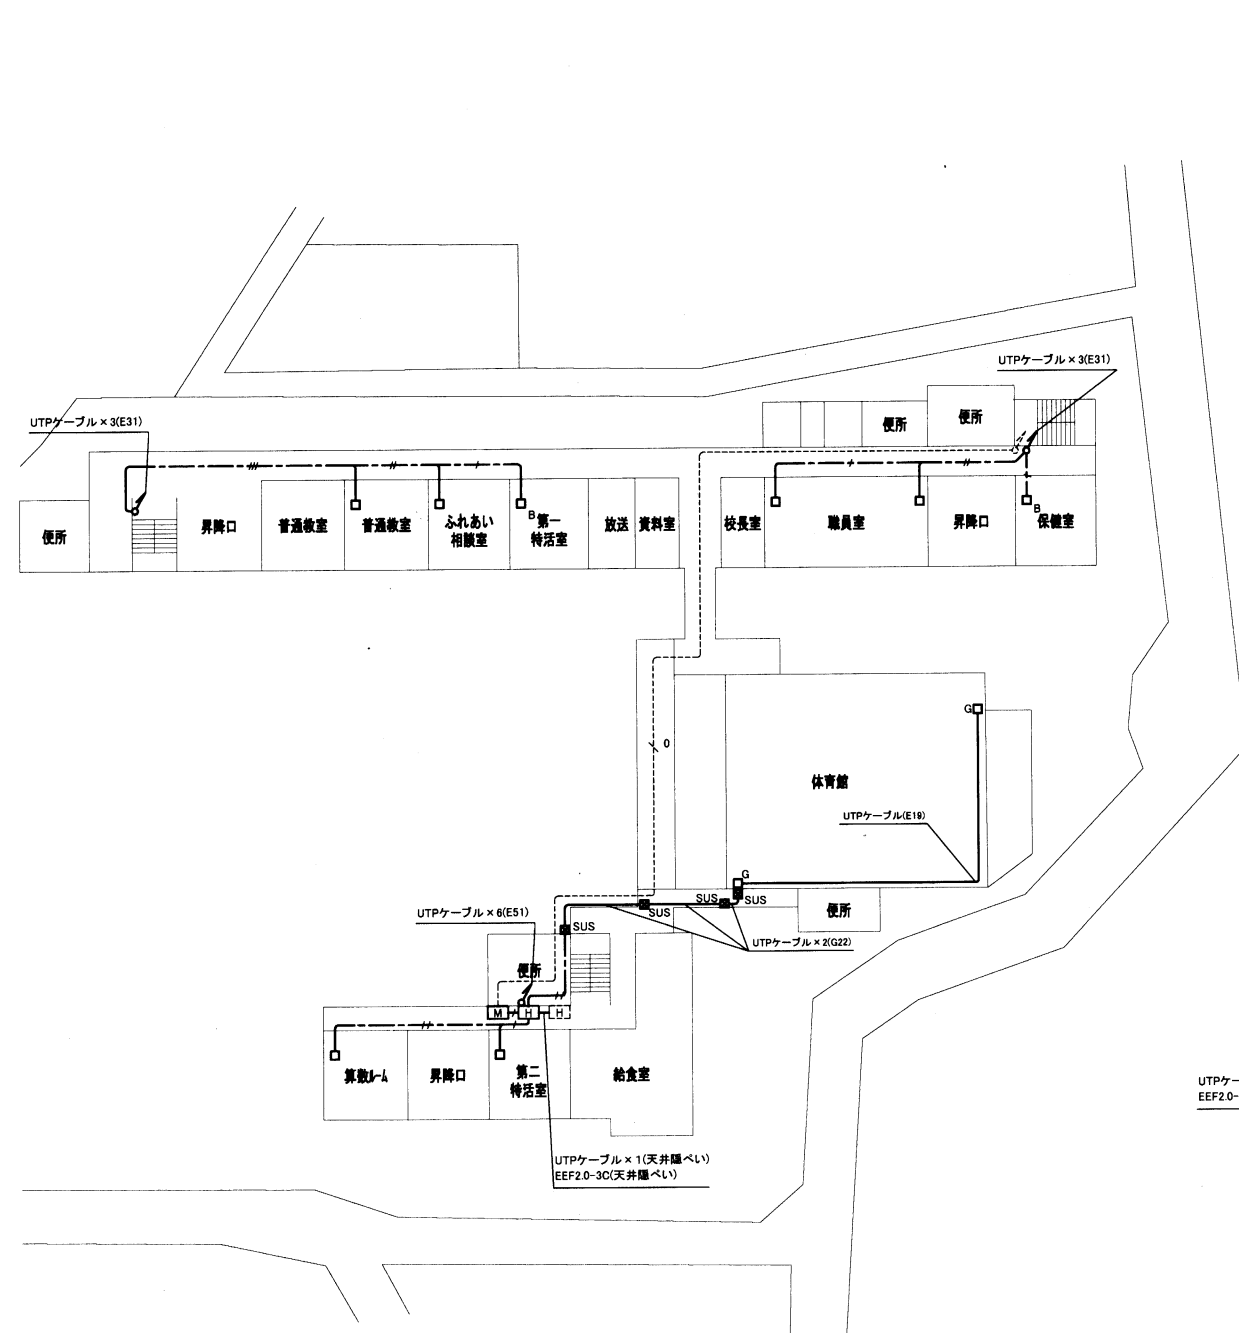 UTPケーブル×3(E31)
UTPケーブル×3(E31)
便所
便所
昇降口
普通教室
普通教室
ふれあい
相談室
B
第一
特活室
放送
資料室
校長室
職員室
昇降口
B
保健室
便所
0
G
体育館
UTPケーブル(E19)
G
SUS
SUS
SUS
SUS
便所
UTPケーブル×2(G22)
UTPケーブル×6(E51)
便所
M
H
H
算数ルーム
昇降口
第二
特活室
給食室
UTPケーブル×1(天井隠ぺい)
EEF2.0-3C(天井隠ぺい)
UTPケー
EEF2.0-